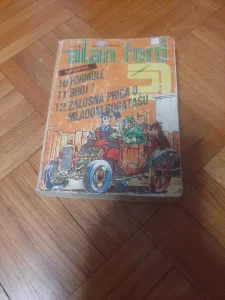 alan ford
10 FORMULE
11 BROJ 1
12 ŽALOSNA PRIČA O
MLADOM BOGATAŠU